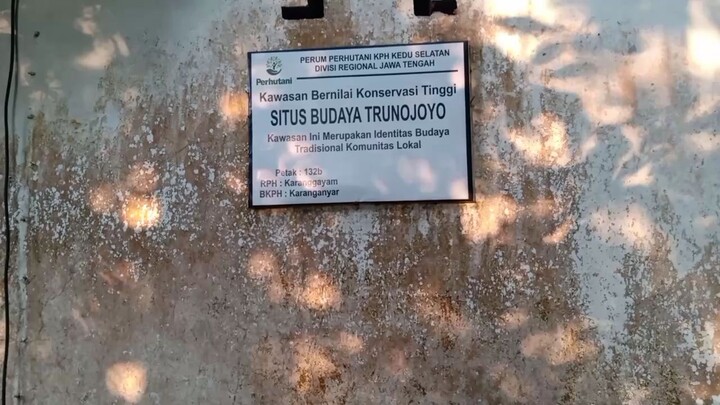 PERUM PERHUTANI KPH KEDU SELATAN
DIVISI REGIONAL JAWA TENGAH
Perhutani
Kawasan Bernilai Konservasi Tinggi
SITUS BUDAYA TRUNOJOYO
Kawasan Ini Merupakan Identitas Budaya
Tradisional Komunitas Lokal
Petak : 132b
RPH : Karanggayam
BKPH : Karanganyar